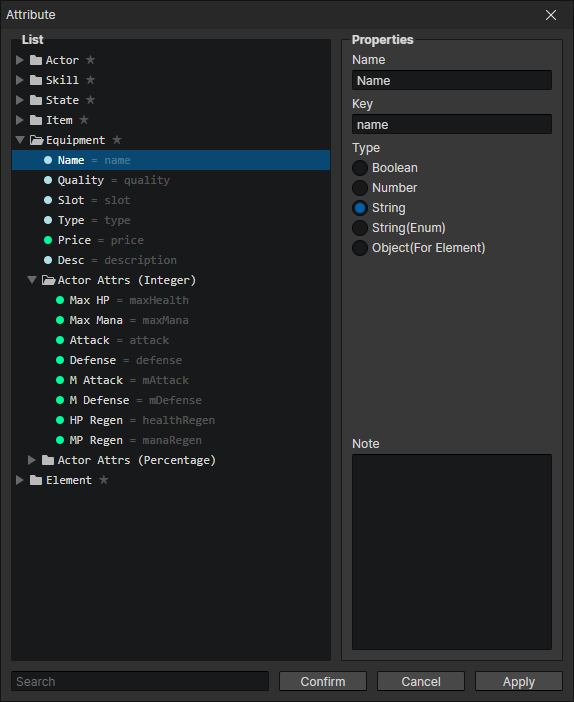 Attribute
List
Actor ★
Skill ★
State ★
Item ★
Equipment ★
Name = name
Quality = quality
Slot = slot
Type = type
Price = price
Desc = description
Actor Attrs (Integer)
Max HP = maxHealth
Max Mana = maxMana
Attack = attack
Defense = defense
M Attack = mAttack
M Defense = mDefense
HP Regen = healthRegen
MP Regen = manaRegen
Actor Attrs (Percentage)
Element ★
Properties
Name
Name
Key
name
Type
Boolean
Number
String
String(Enum)
Object(For Element)
Note
Search
Confirm
Cancel
Apply